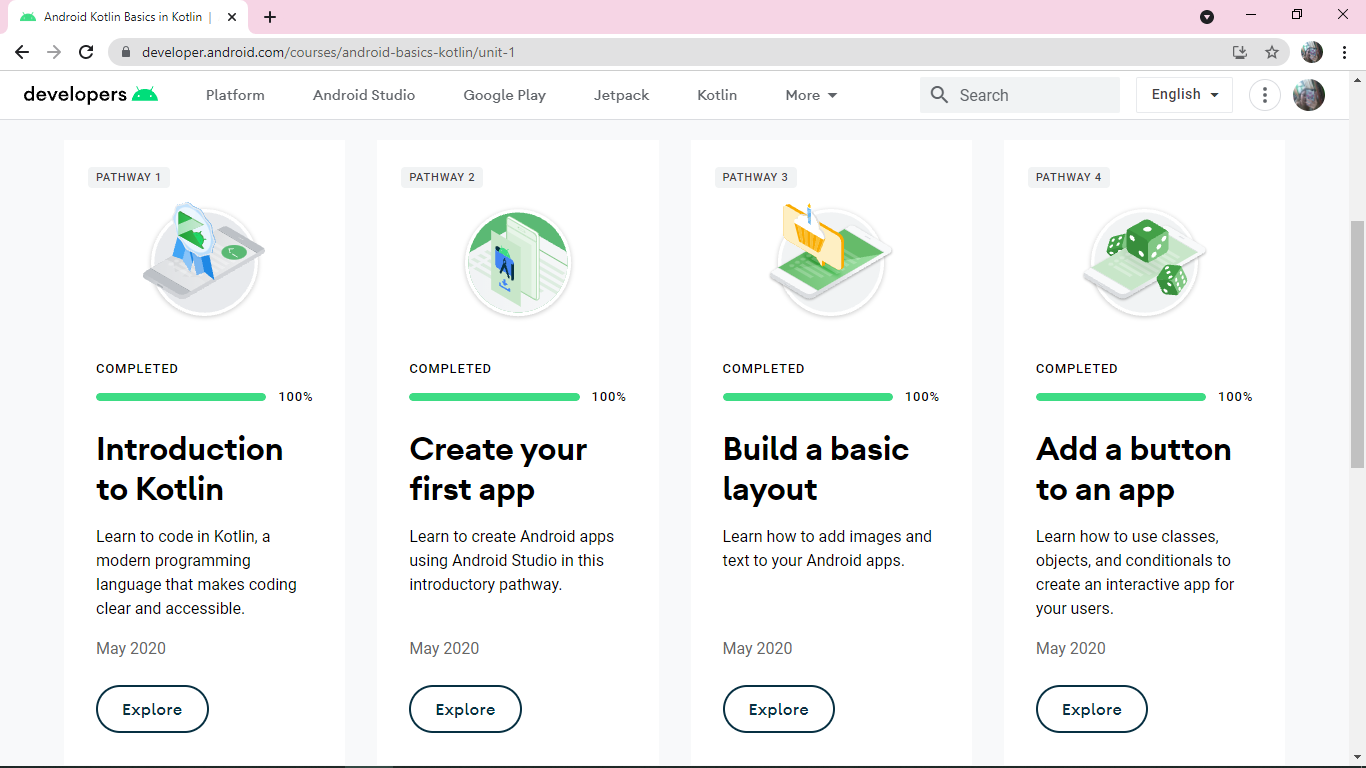 Android Kotlin Basics in Kotlin |
developer.android.com/courses/android-basics-kotlin/unit-1
developers
Platform
Android Studio
Google Play
Jetpack
Kotlin
More
Search
English
PATHWAY 1
COMPLETED
100%
Introduction
to Kotlin
Learn to code in Kotlin, a
modern programming
language that makes coding
clear and accessible.
May 2020
Explore
PATHWAY 2
COMPLETED
100%
Create your
first app
Learn to create Android apps
using Android Studio in this
introductory pathway.
May 2020
Explore
PATHWAY 3
COMPLETED
100%
Build a basic
layout
Learn how to add images and
text to your Android apps.
May 2020
Explore
PATHWAY 4
COMPLETED
100%
Add a button
to an app
Learn how to use classes,
objects, and conditionals to
create an interactive app for
your users.
May 2020
Explore